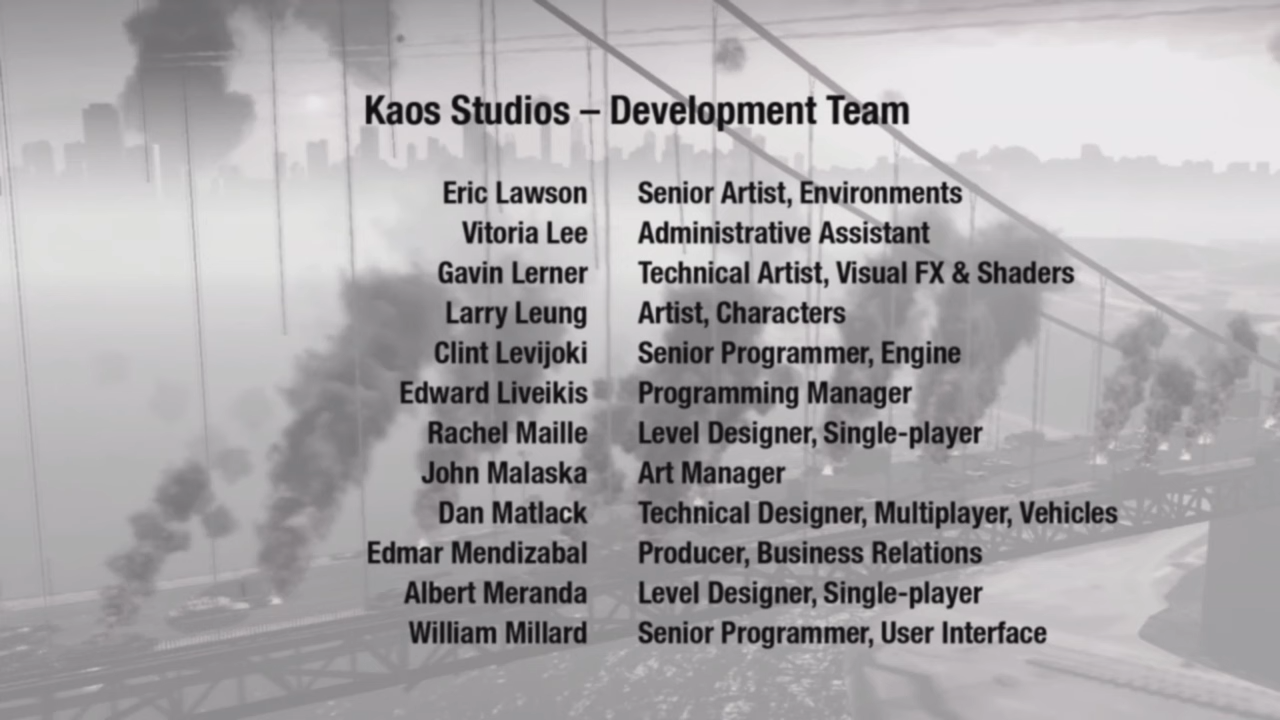 Kaos Studios – Development Team
Eric Lawson Senior Artist, Environments
Vitoria Lee Administrative Assistant
Gavin Lerner Technical Artist, Visual FX & Shaders
Larry Leung Artist, Characters
Clint Levijoki Senior Programmer, Engine
Edward Liveikis Programming Manager
Rachel Maille Level Designer, Single-player
John Malaska Art Manager
Dan Matlack Technical Designer, Multiplayer, Vehicles
Edmar Mendizabal Producer, Business Relations
Albert Meranda Level Designer, Single-player
William Millard Senior Programmer, User Interface